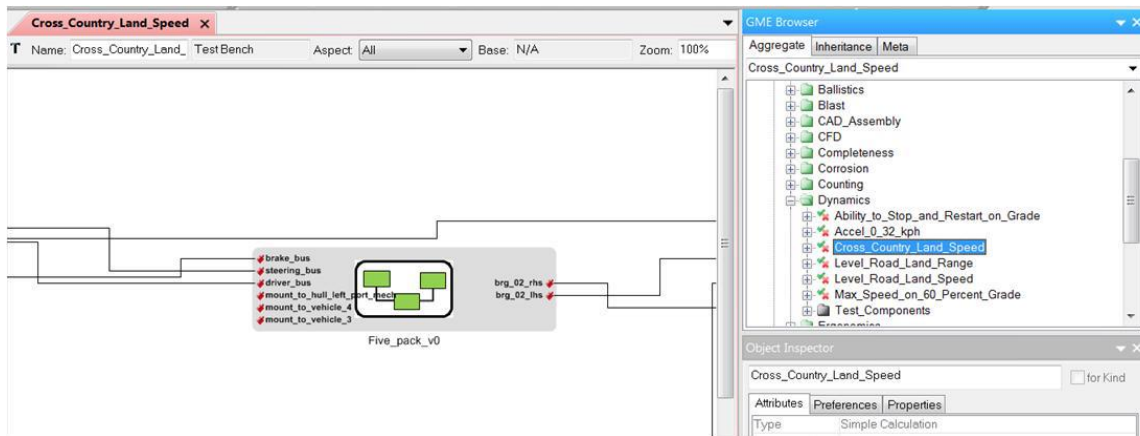 Cross_Country_Land_Speed
T Name: Cross_Country_Land_ TestBench Aspect: All Base: N/A Zoom: 100%
brake_bus
steering_bus
driver_bus
mount_to_hull_left_port_mech
mount_to_vehicle_4
mount_to_vehicle_3
brg_02_rhs
brg_02_lhs
Five_pack_v0
GME Browser
Aggregate Inheritance Meta
Cross_Country_Land_Speed
Ballistics
Blast
CAD_Assembly
CFD
Completeness
Corrosion
Counting
Dynamics
Ability_to_Stop_and_Restart_on_Grade
Accel_0_32_kph
Cross_Country_Land_Speed
Level_Road_Land_Range
Level_Road_Land_Speed
Max_Speed_on_60_Percent_Grade
Test_Components
Ergonomics
Object Inspector
Cross_Country_Land_Speed for Kind
Attributes Preferences Properties
Type Simple Calculation